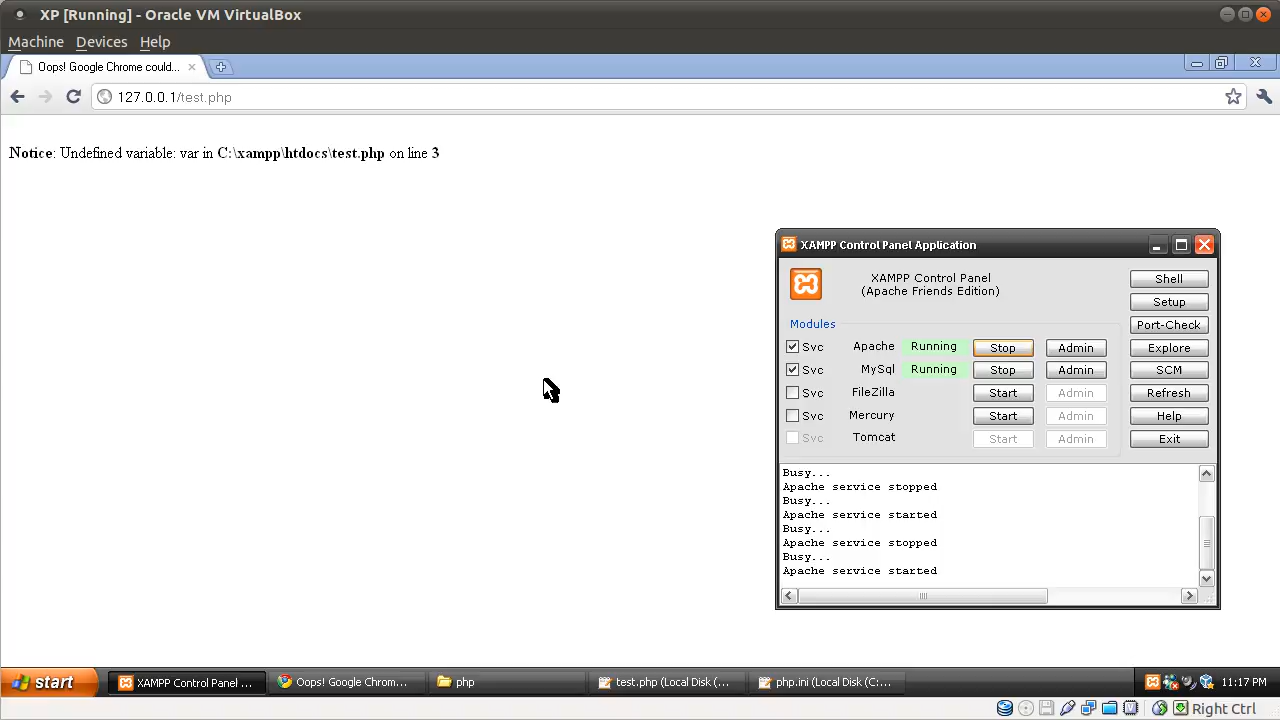 XP [Running] - Oracle VM VirtualBox
Machine Devices Help
Oops! Google Chrome could...
127.0.0.1/test.php
Notice: Undefined variable: var in C:\xampp\htdocs\test.php on line 3
XAMPP Control Panel Application
XAMPP Control Panel
(Apache Friends Edition)
Shell
Setup
Modules
Port-Check
Svc Apache Running Stop Admin Explore
Svc MySql Running Stop Admin SCM
Svc FileZilla Start Admin Refresh
Svc Mercury Start Admin Help
Svc Tomcat Start Admin Exit
Busy...
Apache service stopped
Busy...
Apache service started
Busy...
Apache service stopped
Busy...
Apache service started
start XAMPP Control Panel ... Oops! Google Chrom... php test.php (Local Disk (... php.ini (Local Disk (C:... 11:17 PM
Right Ctrl